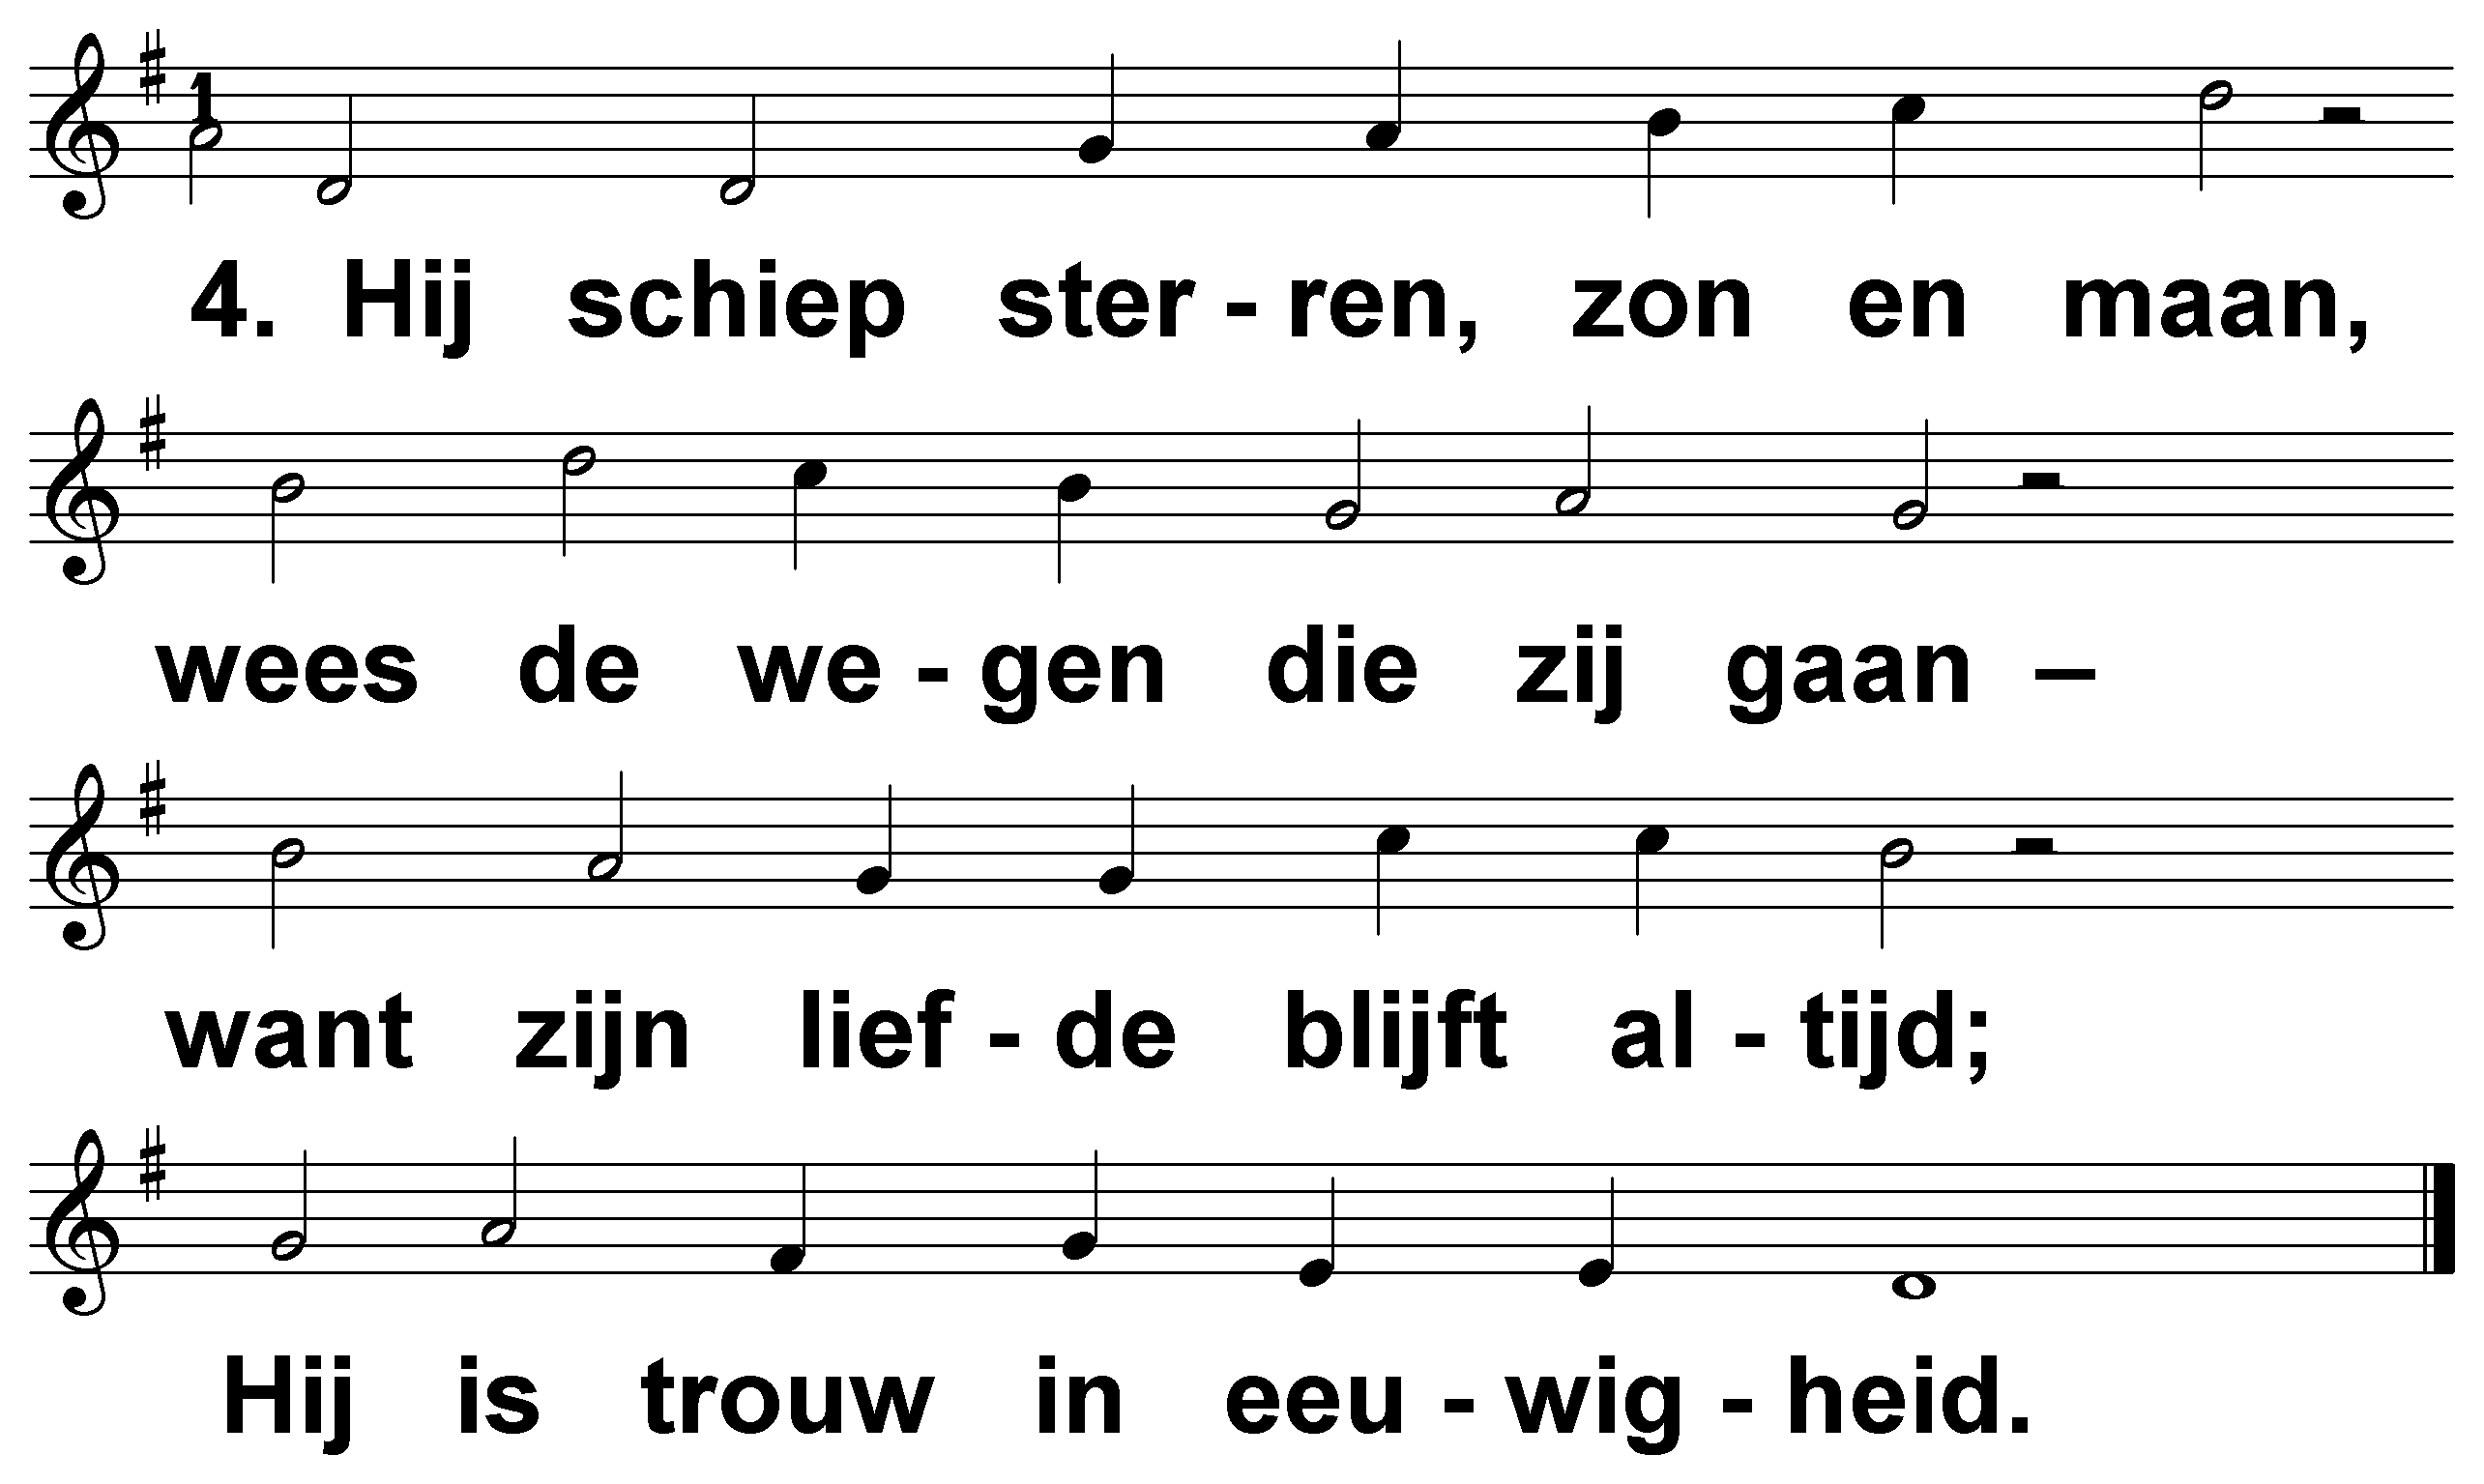 1
4. Hij schiep ster - ren, zon en maan,
wees de we - gen die zij gaan –
want zijn lief - de blijft al - tijd;
Hij is trouw in eeu - wig - heid.